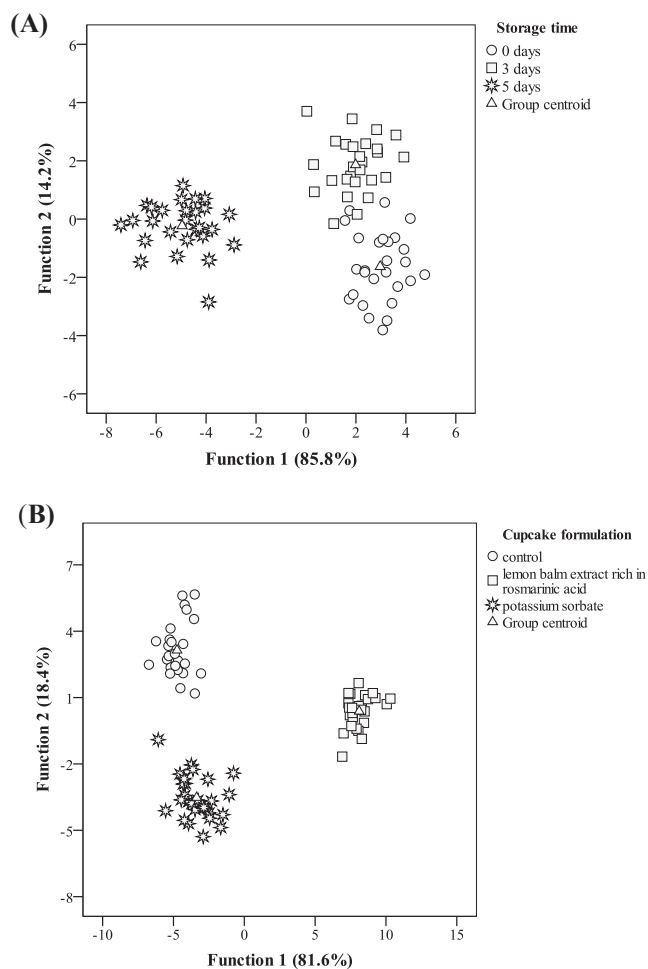 (A)
Storage time
0 days
3 days
5 days
Group centroid
6
4
2
0
-2
-4
-6
Function 2 (14.2%)
-8
-6
-4
-2
0
2
4
6
Function 1 (85.8%)
(B)
Cupcake formulation
control
lemon balm extract rich in
rosmarinic acid
potassium sorbate
Group centroid
7
4
1
-2
-5
-8
Function 2 (18.4%)
-10
-5
0
5
10
15
Function 1 (81.6%)